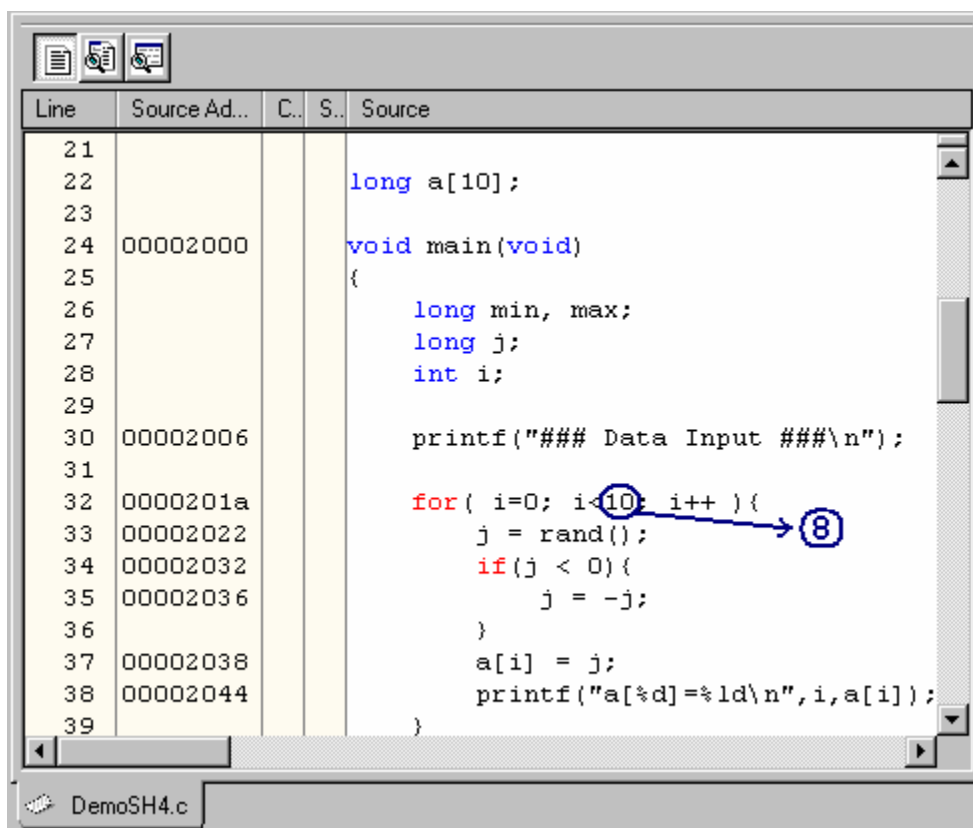 Line Source Ad... C.. S.. Source
21
22 long a[10];
23
24 00002000 void main(void)
25 {
26 long min, max;
27 long j;
28 int i;
29
30 00002006 printf("### Data Input ###\n");
31
32 0000201a for( i=0; i<10; i++ ){
33 00002022 j = rand();
8
34 00002032 if(j < 0){
35 00002036 j = -j;
36 }
37 00002038 a[i] = j;
38 00002044 printf("a[%d]=%ld\n",i,a[i]);
39 }
DemoSH4.c